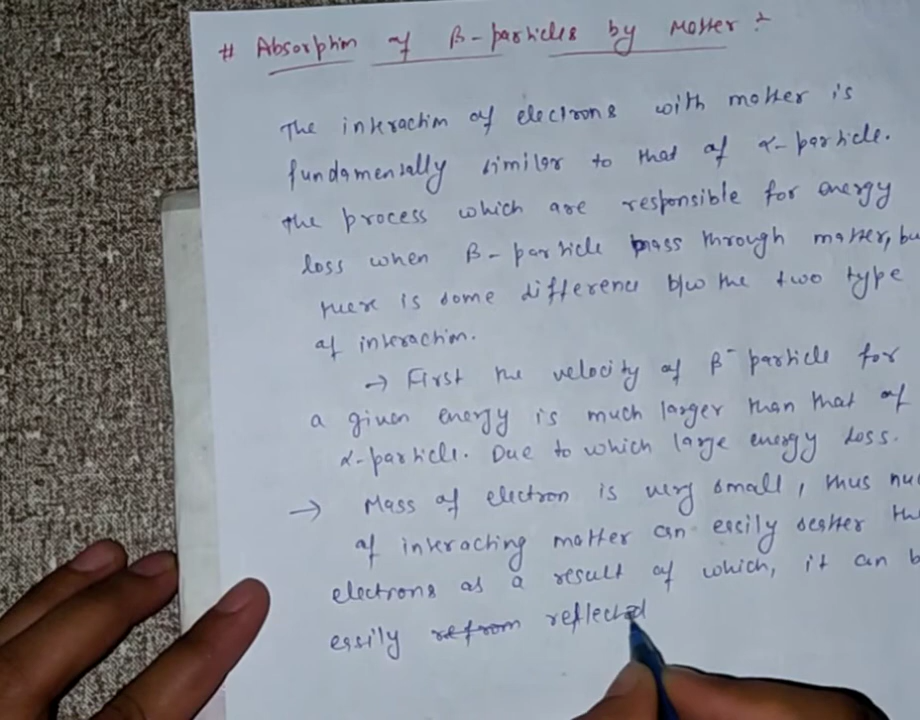 # Absorption of β-particles by Matter:
The interaction of electrons with matter is
fundamentally similar to that of α-particle.
The process which are responsible for energy
loss when β-particle pass through matter, bu
there is some difference b/w the two type
of interaction.
→ First the velocity of β⁻ particle for
a given energy is much larger than that of
α-particle. Due to which large energy loss.
→ Mass of electron is very small, thus nuc
of interacting matter can easily scatter the
electrons as a result of which, it can b
easily reflected